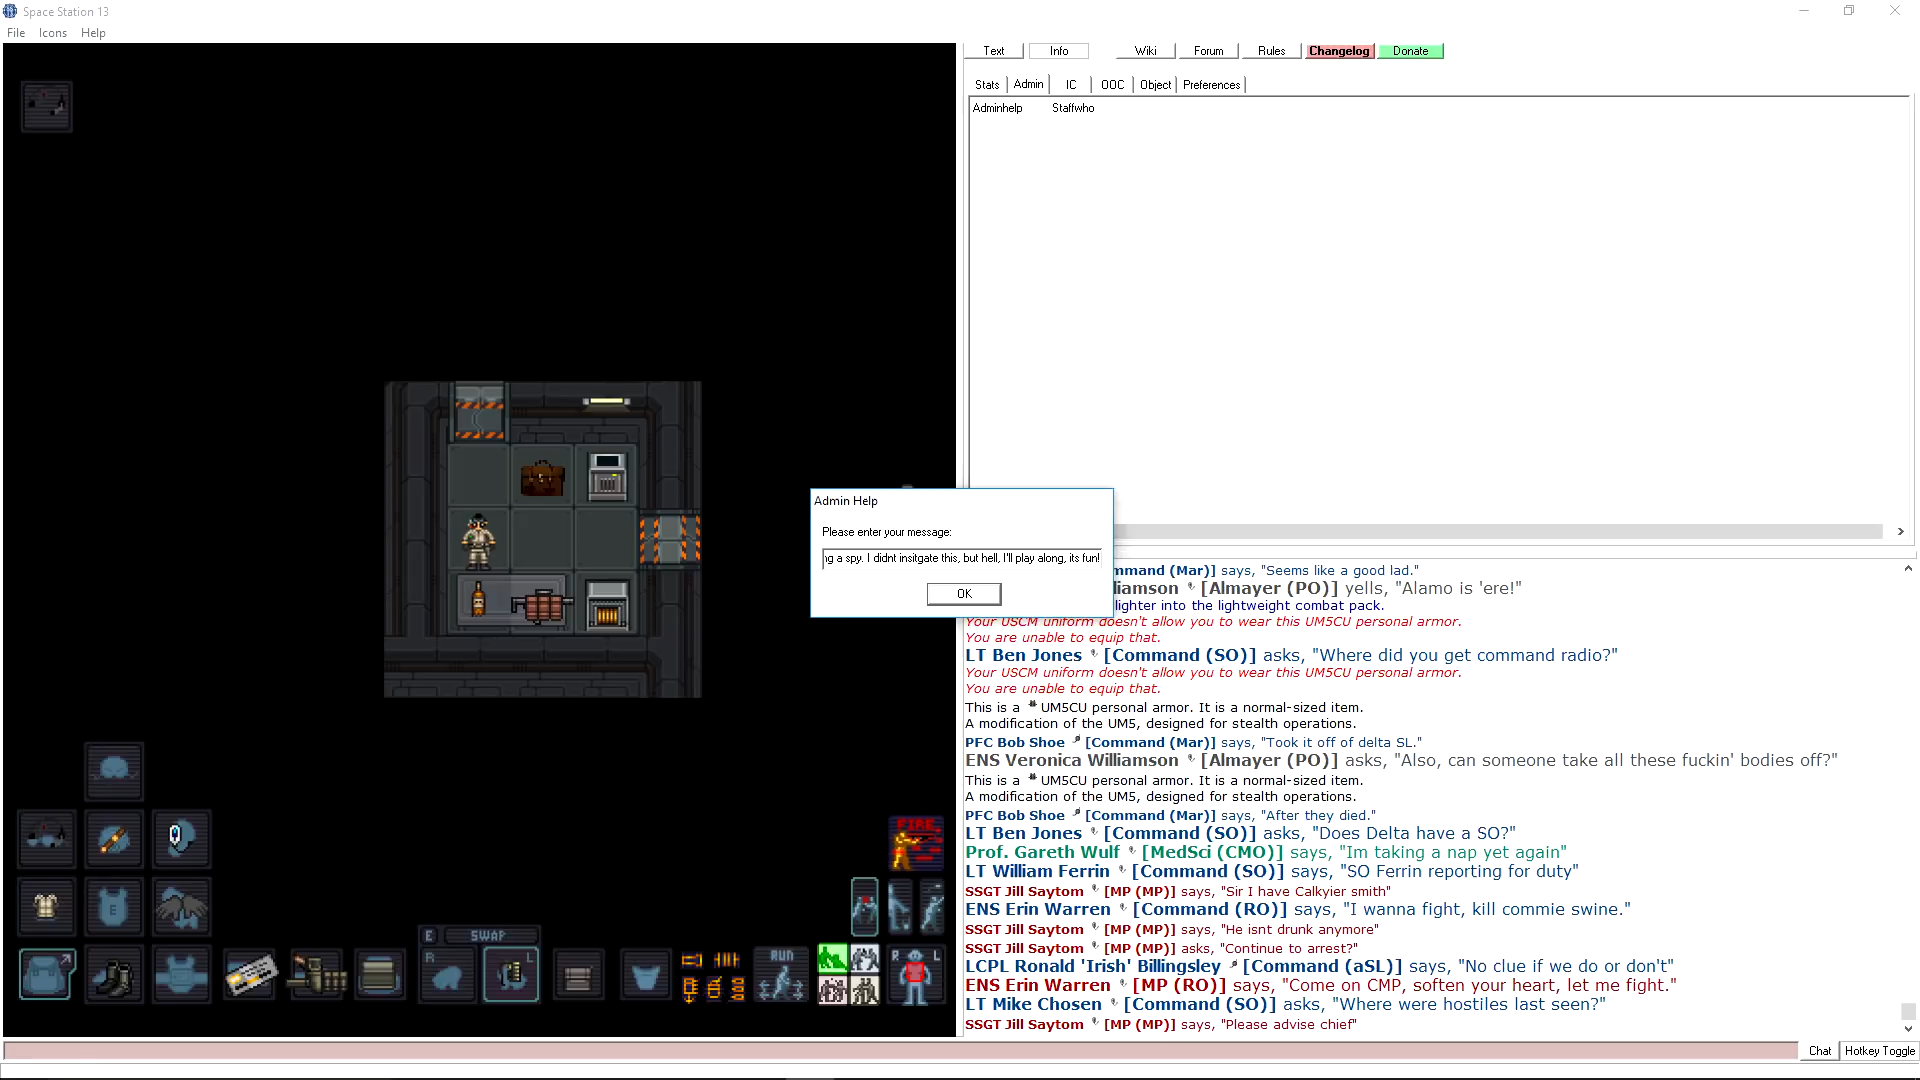 Space Station 13
File Icons Help
Text Info Wiki Forum Rules Changelog Donate
Stats Admin IC OOC Object Preferences
Adminhelp Staffwho
Admin Help
Please enter your message:
a spy. I didnt insitgate this, but hell, I'll play along, its fun!
OK
(Mar)] says, "Seems like a good lad."
[Almayer (PO)] yells, "Alamo is 'ere!"
lighter into the lightweight combat pack.
Your USCM uniform doesn't allow you to wear this UM5CU personal armor.
You are unable to equip that.
LT Ben Jones [Command (SO)] asks, "Where did you get command radio?"
Your USCM uniform doesn't allow you to wear this UM5CU personal armor.
You are unable to equip that.
This is a UM5CU personal armor. It is a normal-sized item.
A modification of the UM5, designed for stealth operations.
PFC Bob Shoe [Command (Mar)] says, "Took it off of delta SL."
ENS Veronica Williamson [Almayer (PO)] asks, "Also, can someone take all these fuckin' bodies off?"
This is a UM5CU personal armor. It is a normal-sized item.
A modification of the UM5, designed for stealth operations.
PFC Bob Shoe [Command (Mar)] says, "After they died."
LT Ben Jones [Command (SO)] asks, "Does Delta have a SO?"
Prof. Gareth Wulf [MedSci (CMO)] says, "Im taking a nap yet again"
LT William Ferrin [Command (SO)] says, "SO Ferrin reporting for duty"
SSGT Jill Saytom [MP (MP)] says, "Sir I have Calkyier smith"
ENS Erin Warren [Command (RO)] says, "I wanna fight, kill commie swine."
SSGT Jill Saytom [MP (MP)] says, "He isnt drunk anymore"
SSGT Jill Saytom [MP (MP)] asks, "Continue to arrest?"
LCPL Ronald 'Irish' Billingsley [Command (aSL)] says, "No clue if we do or don't"
ENS Erin Warren [MP (RO)] says, "Come on CMP, soften your heart, let me fight."
LT Mike Chosen [Command (SO)] asks, "Where were hostiles last seen?"
SSGT Jill Saytom [MP (MP)] says, "Please advise chief"
FIRE
E SWAP
R L
RUN
R L
E
Chat Hotkey Toggle